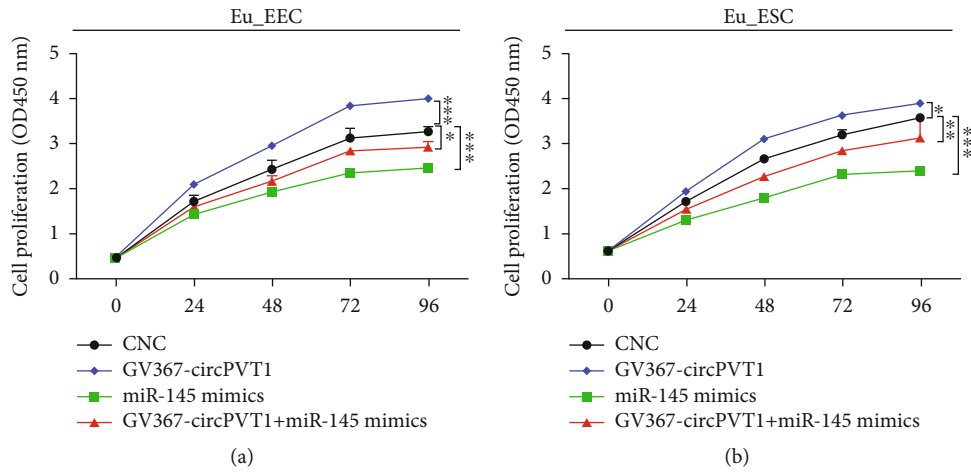 Eu_EEC
Cell proliferation (OD450 nm)
5
4
3
2
1
0
0 24 48 72 96
***
*
***
CNC
GV367-circPVT1
miR-145 mimics
GV367-circPVT1+miR-145 mimics
(a)
Eu_ESC
Cell proliferation (OD450 nm)
5
4
3
2
1
0
0 24 48 72 96
*
**
***
CNC
GV367-circPVT1
miR-145 mimics
GV367-circPVT1+miR-145 mimics
(b)